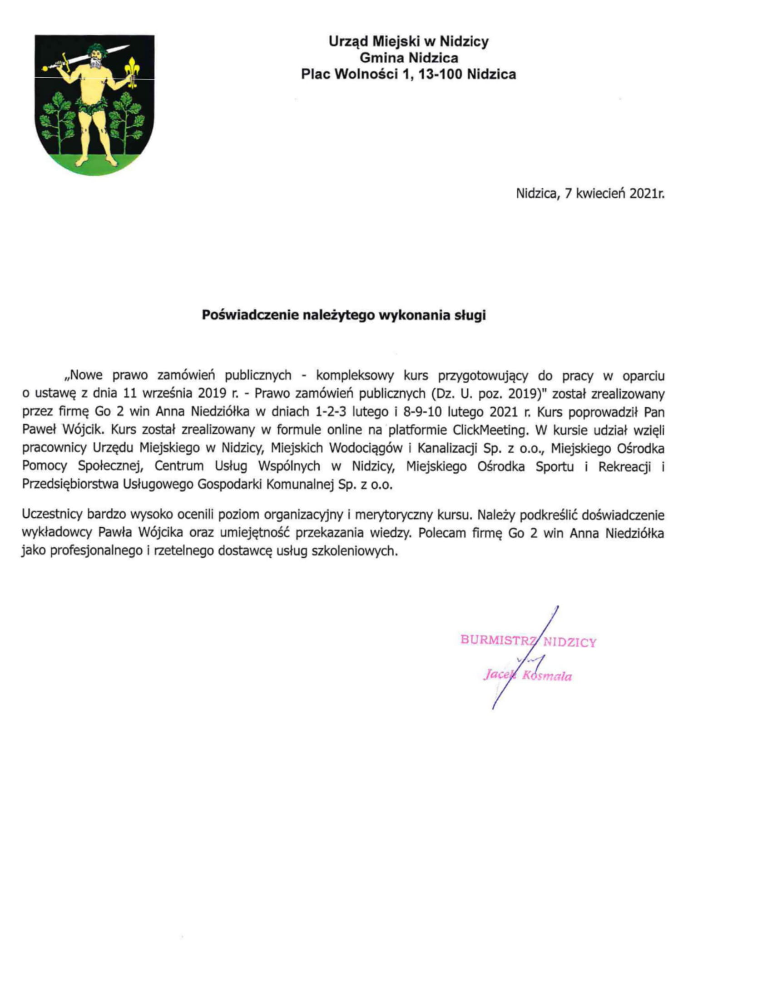 Urząd Miejski w Nidzicy
Gmina Nidzica
Plac Wolności 1, 13-100 Nidzica
Nidzica, 7 kwiecień 2021r.
Poświadczenie należytego wykonania sługi
„Nowe prawo zamówień publicznych - kompleksowy kurs przygotowujący do pracy w oparciu
o ustawę z dnia 11 września 2019 r. - Prawo zamówień publicznych (Dz. U. poz. 2019)" został zrealizowany
przez firmę Go 2 win Anna Niedziółka w dniach 1-2-3 lutego i 8-9-10 lutego 2021 r. Kurs poprowadził Pan
Paweł Wójcik. Kurs został zrealizowany w formule online na platformie ClickMeeting. W kursie udział wzięli
pracownicy Urzędu Miejskiego w Nidzicy, Miejskich Wodociągów i Kanalizacji Sp. z o.o., Miejskiego Ośrodka
Pomocy Społecznej, Centrum Usług Wspólnych w Nidzicy, Miejskiego Ośrodka Sportu i Rekreacji i
Przedsiębiorstwa Usługowego Gospodarki Komunalnej Sp. z o.o.
Uczestnicy bardzo wysoko ocenili poziom organizacyjny i merytoryczny kursu. Należy podkreślić doświadczenie
wykładowcy Pawła Wójcika oraz umiejętność przekazania wiedzy. Polecam firmę Go 2 win Anna Niedziółka
jako profesjonalnego i rzetelnego dostawcę usług szkoleniowych.
BURMISTRZ NIDZICY
Jacek Kosmala